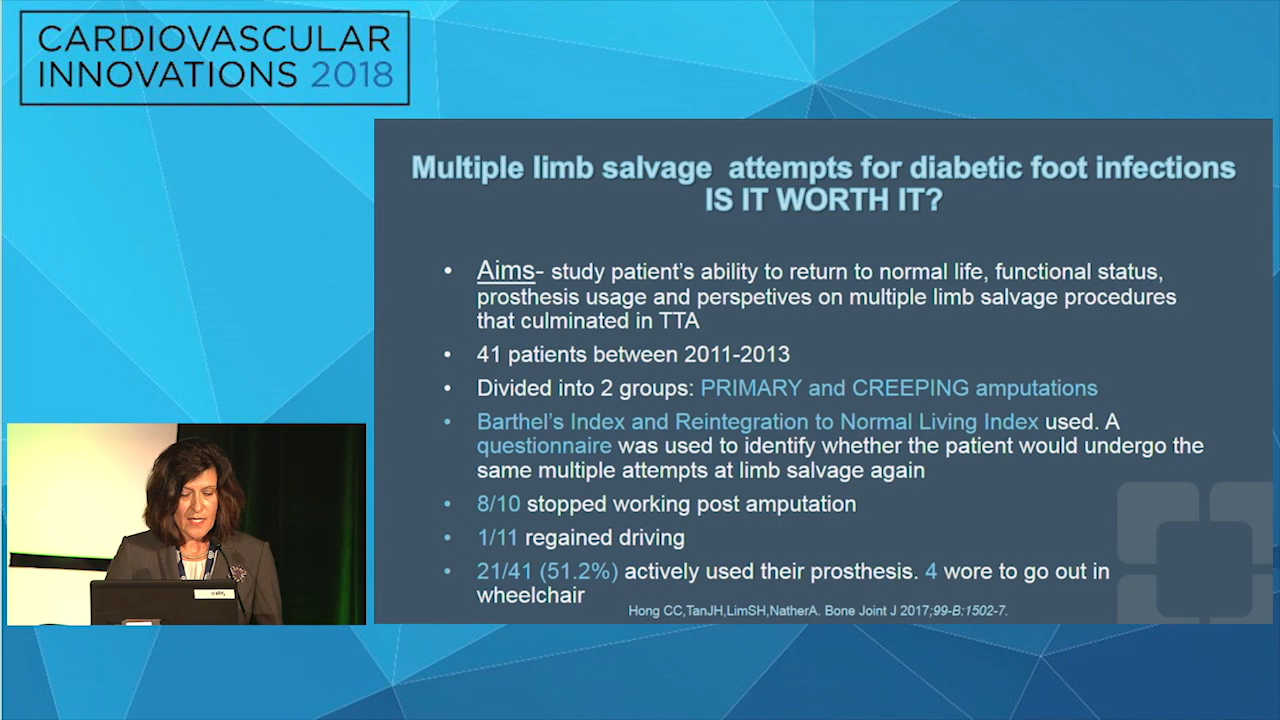 CARDIOVASCULAR
INNOVATIONS 2018
Multiple limb salvage attempts for diabetic foot infections
IS IT WORTH IT?
• Aims- study patient's ability to return to normal life, functional status,
prosthesis usage and perspetives on multiple limb salvage procedures
that culminated in TTA
• 41 patients between 2011-2013
• Divided into 2 groups: PRIMARY and CREEPING amputations
• Barthel's Index and Reintegration to Normal Living Index used. A
questionnaire was used to identify whether the patient would undergo the
same multiple attempts at limb salvage again
• 8/10 stopped working post amputation
• 1/11 regained driving
• 21/41 (51.2%) actively used their prosthesis. 4 wore to go out in
wheelchair
Hong CC,TanJH,LimSH,NatherA. Bone Joint J 2017;99-B:1502-7.